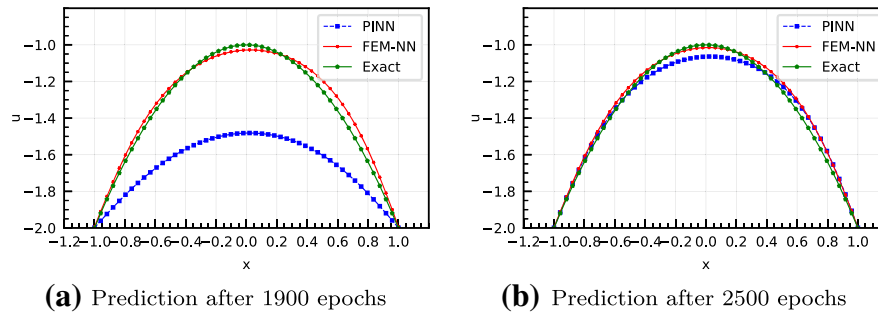 PINN
FEM-NN
Exact
−1.0
−1.2
−1.4
−1.6
−1.8
−2.0
u
−1.2−1.0−0.8−0.6−0.4−0.2 0.0 0.2 0.4 0.6 0.8 1.0
x
(a) Prediction after 1900 epochs
PINN
FEM-NN
Exact
−1.0
−1.2
−1.4
−1.6
−1.8
−2.0
u
−1.2−1.0−0.8−0.6−0.4−0.2 0.0 0.2 0.4 0.6 0.8 1.0
x
(b) Prediction after 2500 epochs